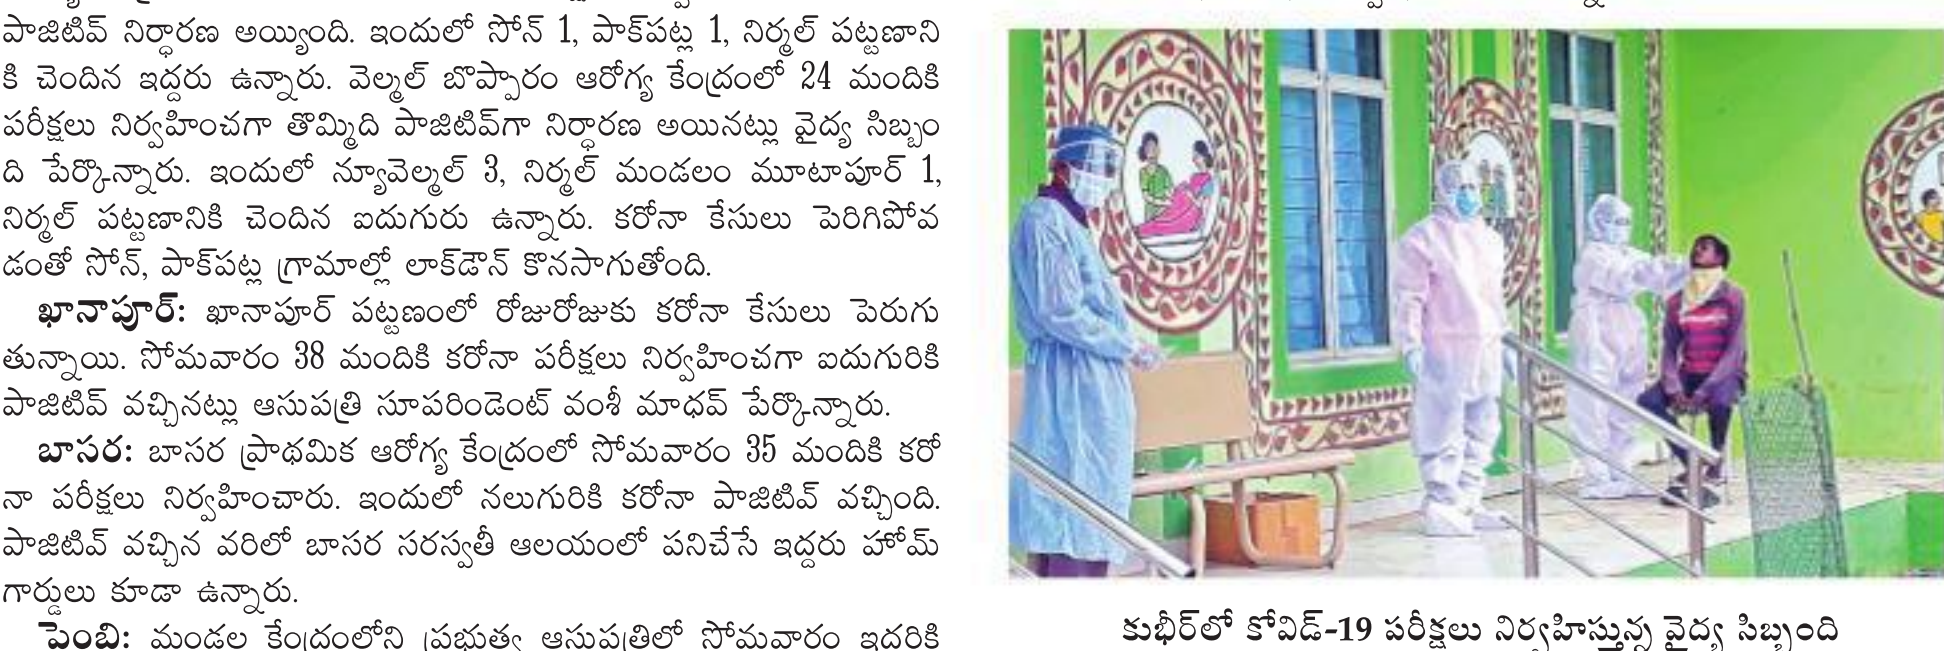 పాజిటివ్ నిర్ధారణ అయ్యింది. ఇందులో సోన్ 1, పాక్‌పట్ల 1, నిర్మల్ పట్టణాని
కి చెందిన ఇద్దరు ఉన్నారు. వెల్మల్ బొప్పారం ఆరోగ్య కేంద్రంలో 24 మందికి
పరీక్షలు నిర్వహించగా తొమ్మిది పాజిటివ్‌గా నిర్ధారణ అయినట్లు వైద్య సిబ్బం
ది పేర్కొన్నారు. ఇందులో న్యూవెల్మల్ 3, నిర్మల్ మండలం మూటాపూర్ 1,
నిర్మల్ పట్టణానికి చెందిన ఐదుగురు ఉన్నారు. కరోనా కేసులు పెరిగిపోవ
డంతో సోన్, పాక్‌పట్ల గ్రామాల్లో లాక్‌డౌన్ కొనసాగుతోంది.
ఖానాపూర్: ఖానాపూర్ పట్టణంలో రోజురోజుకు కరోనా కేసులు పెరుగు
తున్నాయి. సోమవారం 38 మందికి కరోనా పరీక్షలు నిర్వహించగా ఐదుగురికి
పాజిటివ్ వచ్చినట్లు ఆసుపత్రి సూపరిండెంట్ వంశీ మాధవ్ పేర్కొన్నారు.
బాసర: బాసర ప్రాథమిక ఆరోగ్య కేంద్రంలో సోమవారం 35 మందికి కరో
నా పరీక్షలు నిర్వహించారు. ఇందులో నలుగురికి కరోనా పాజిటివ్ వచ్చింది.
పాజిటివ్ వచ్చిన వరిలో బాసర సరస్వతీ ఆలయంలో పనిచేసే ఇద్దరు హోమ్
గార్డులు కూడా ఉన్నారు.
పెంబి: మండల కేంద్రంలోని ప్రభుత్వ ఆసుపత్రిలో సోమవారం ఇద్దరికి
కుభీర్‌లో కోవిడ్-19 పరీక్షలు నిర్వహిస్తున్న వైద్య సిబ్బంది